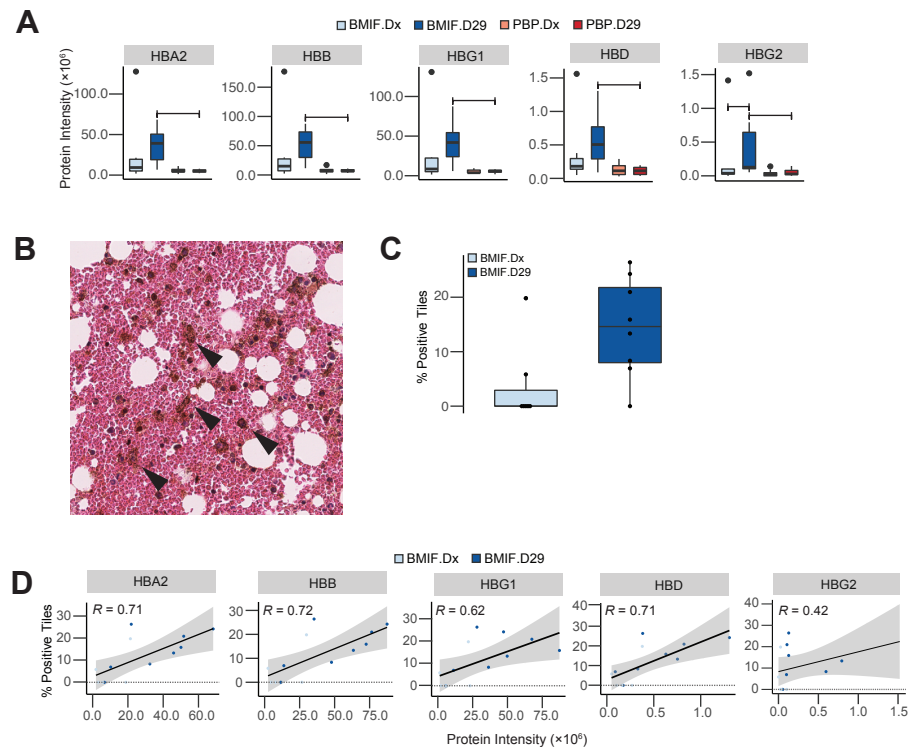 A
BMIF.Dx BMIF.D29 PBP.Dx PBP.D29
HBA2 HBB HBG1 HBD HBG2
Protein Intensity (×10⁶)
100.0 50.0 0.0
150.0 100.0 50.0 0.0
100.0 50.0 0.0
1.5 1.0 0.5 0.0
1.5 1.0 0.5 0.0
B
C
BMIF.Dx
BMIF.D29
% Positive Tiles
20
10
0
D
BMIF.Dx BMIF.D29
HBA2 HBB HBG1 HBD HBG2
% Positive Tiles
R = 0.71 R = 0.72 R = 0.62 R = 0.71 R = 0.42
30 20 10 0
30 20 10 0
30 20 10 0
30 20 10 0
40 30 20 10 0
0.0 20.0 40.0 60.0
0.0 25.0 50.0 75.0
0.0 25.0 50.0 75.0
0.0 0.5 1.0
0.0 0.5 1.0 1.5
Protein Intensity (×10⁶)